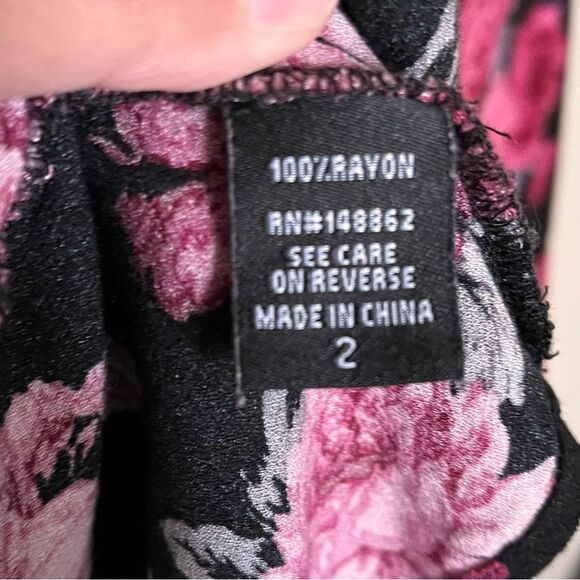 100%RAYON
RN#148862
SEE CARE
ON REVERSE
MADE IN CHINA
2